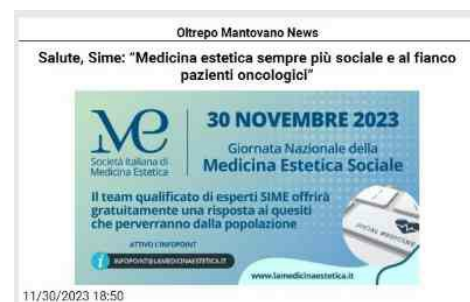 Oltrepo Mantovano News
Salute, Sime: “Medicina estetica sempre più sociale e al fianco
pazienti oncologici”
Me
Società Italiana di
Medicina Estetica
30 NOVEMBRE 2023
Giornata Nazionale della
Medicina Estetica Sociale
Il team qualificato di esperti SIME offrirà
gratuitamente una risposta ai quesiti
che perverranno dalla popolazione
ATTIVO L'INFOPOINT
i INFOPOINT@LAMEDICINAESTETICA.IT
SOCIAL MEDICINE
www.lamedicinaestetica.it
11/30/2023 18:50